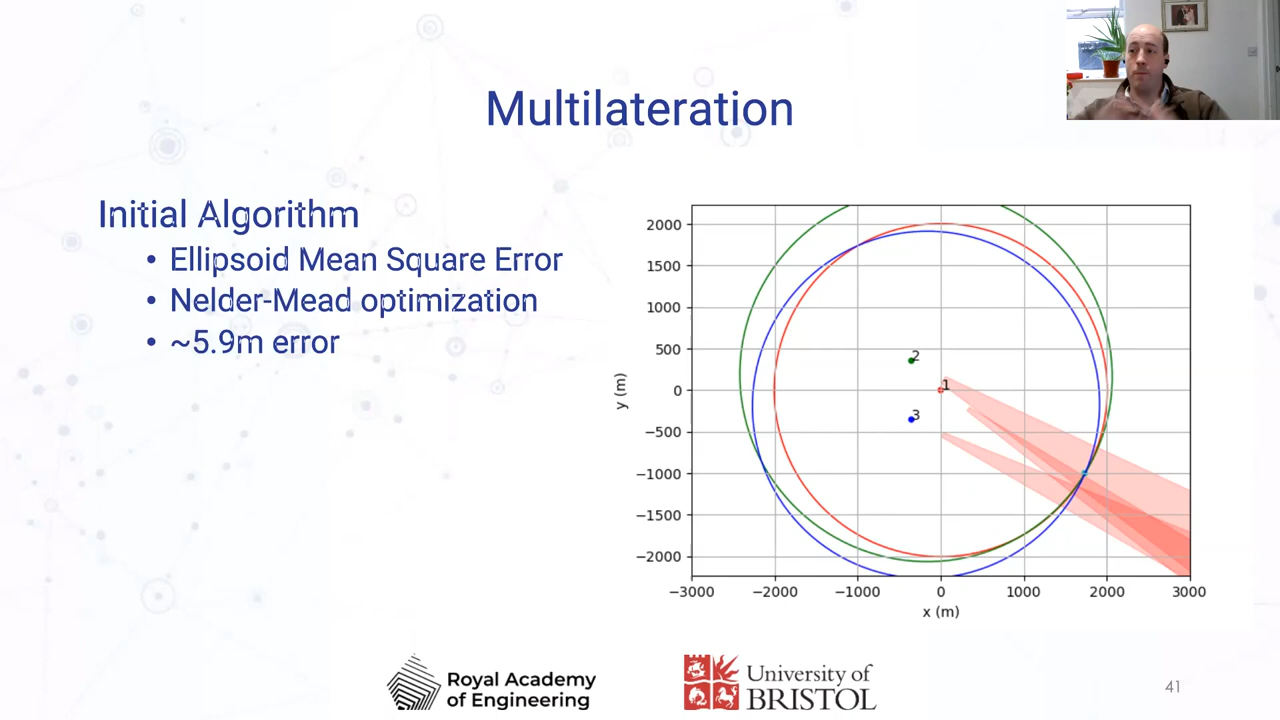 Multilateration
Initial Algorithm
• Ellipsoid Mean Square Error
• Nelder-Mead optimization
• ~5.9m error
2000
1500
1000
500
0
−500
−1000
−1500
−2000
y (m)
2
1
3
−3000 −2000 −1000 0 1000 2000 3000
x (m)
Royal Academy
of Engineering
University of
BRISTOL
41